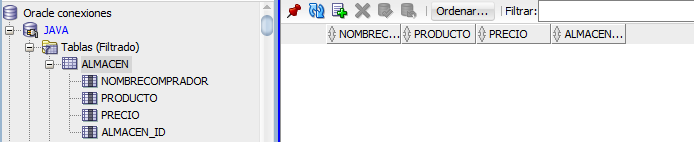 Oracle conexiones
JAVA
Tablas (Filtrado)
ALMACEN
NOMBRECOMPRADOR
PRODUCTO
PRECIO
ALMACEN_ID
Ordenar... Filtrar:
NOMBREC... PRODUCTO PRECIO ALMACEN...